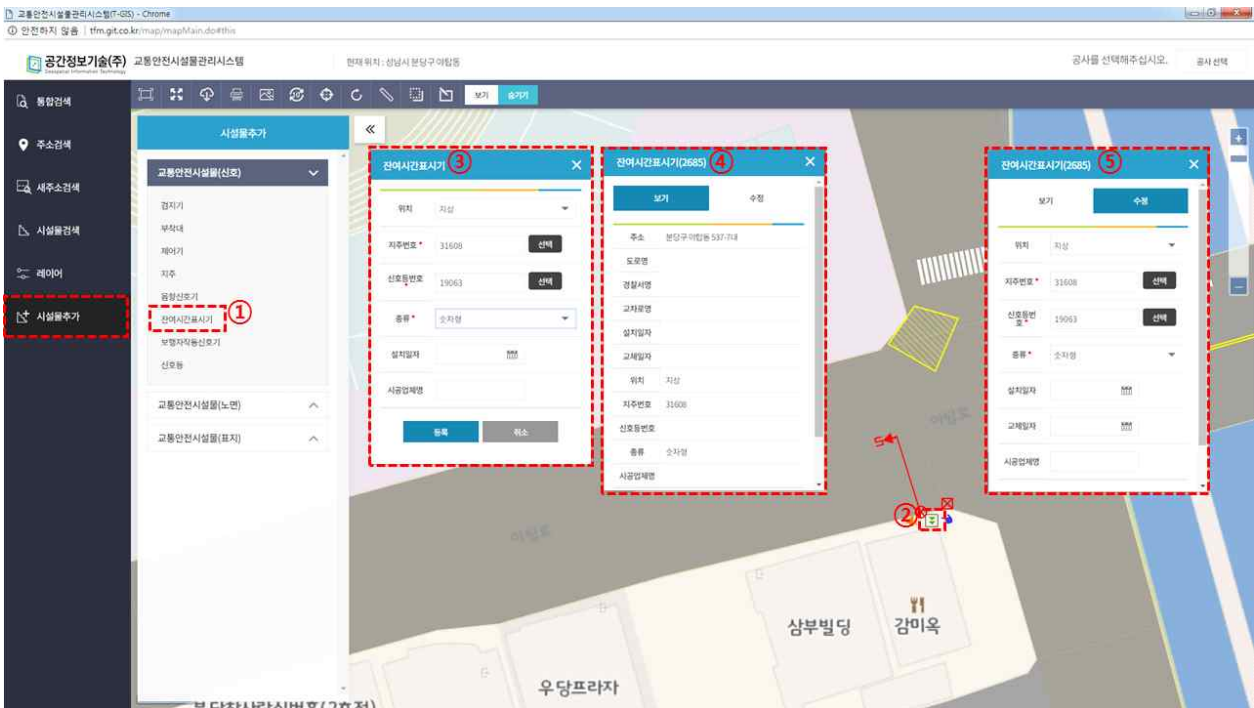 교통안전시설물관리시스템(T-GIS) - Chrome
안전하지 않음 | tfm.git.co.kr/map/mapMain.do#this
공간정보기술(주) 교통안전시설물관리시스템
Geospatial Information Technology
현재 위치 : 성남시 분당구 야탑동
공사를 선택해주십시오.
공사 선택
보기
숨기기
통합검색
주소검색
새주소검색
시설물검색
레이어
시설물추가
시설물추가
교통안전시설물(신호)
검지기
부착대
제어기
지주
음향신호기
잔여시간표시기
①
보행자작동신호기
신호등
교통안전시설물(노면)
교통안전시설물(표지)
잔여시간표시기 ③
위치 지상
지주번호 * 31608 선택
신호등번호 * 19063 선택
종류 * 숫자형
설치일자
시공업체명
등록 취소
잔여시간표시기(2685) ④
보기 수정
주소 분당구 야탑동 537-7대
도로명
경찰서명
교차로명
설치일자
교체일자
위치 지상
지주번호 31608
신호등번호
종류 숫자형
시공업체명
잔여시간표시기(2685) ⑤
보기 수정
위치 지상
지주번호 * 31608 선택
신호등번
호 * 19063 선택
종류 * 숫자형
설치일자
교체일자
시공업체명
②
야탑로
이탑로
삼부빌딩
감미옥
우당프라자